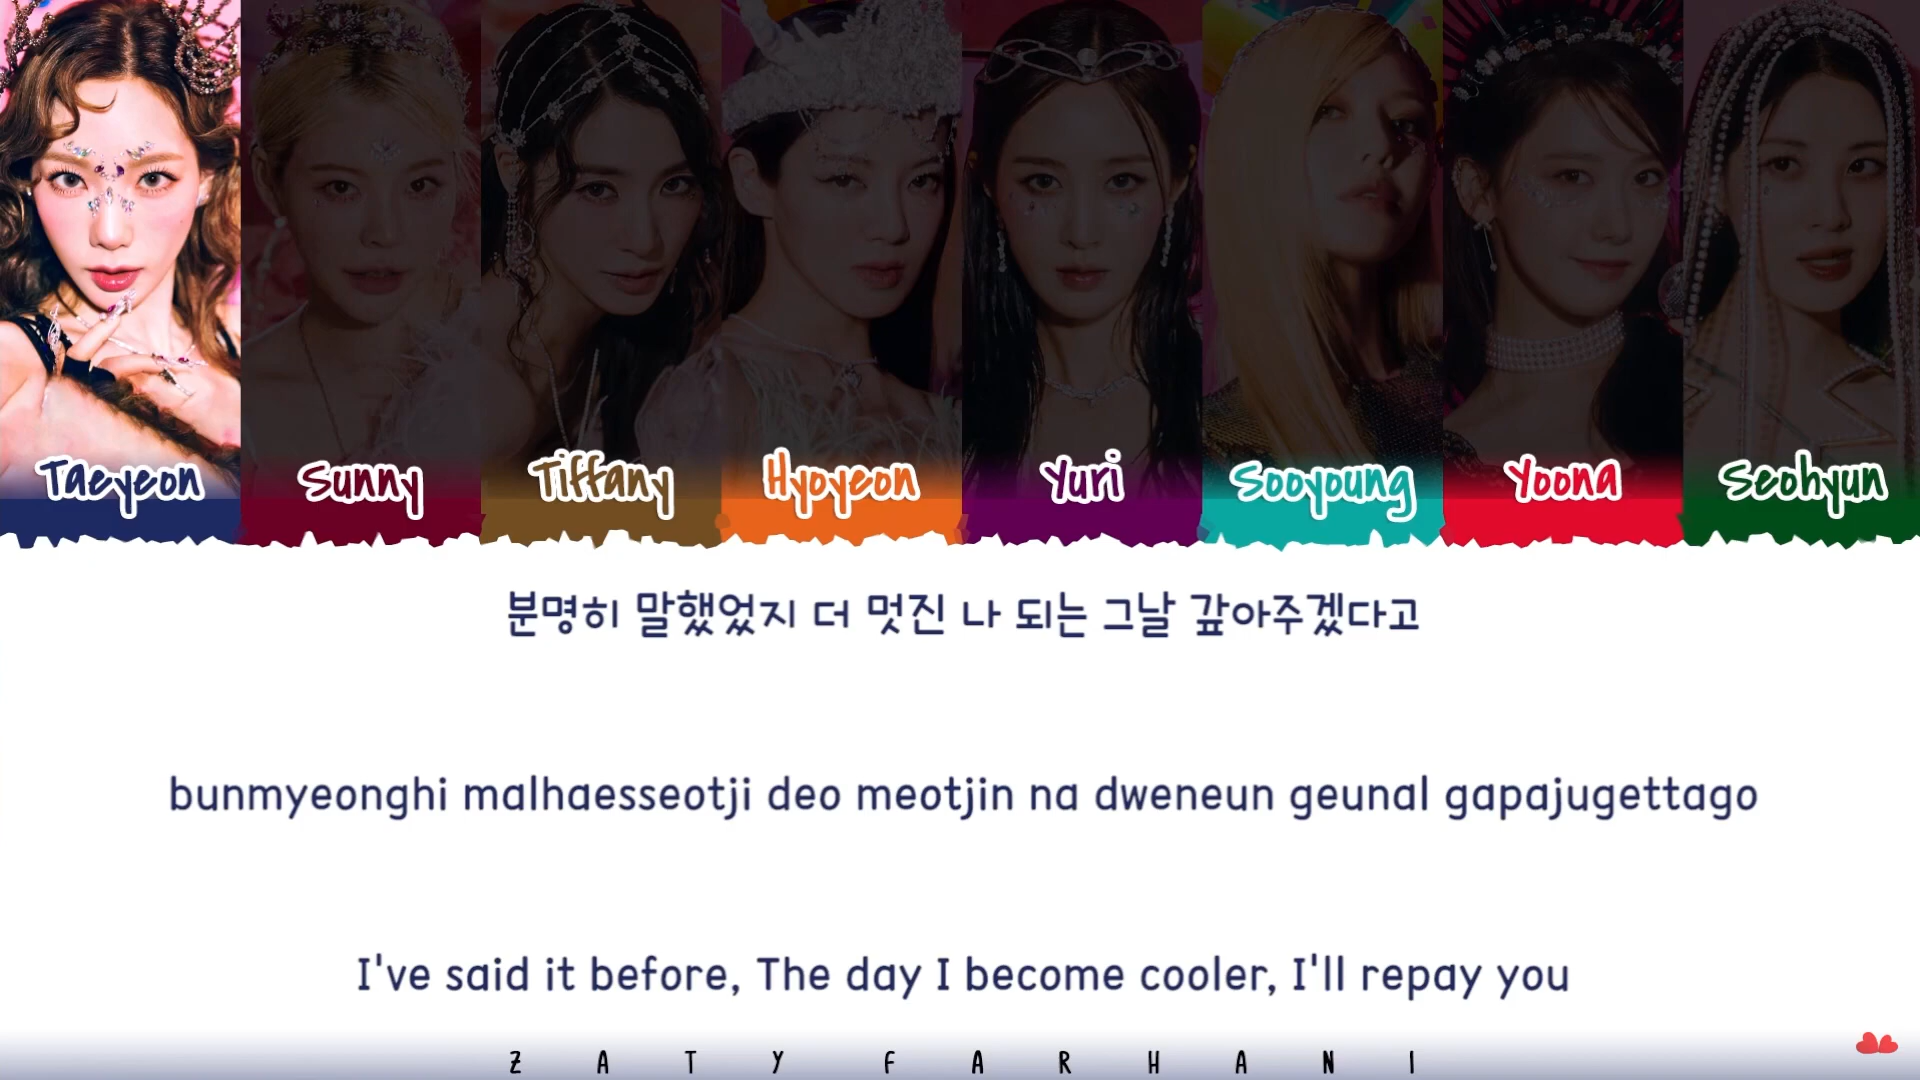 Taeyeon Sunny Tiffany Hyoyeon Yuri Sooyoung Yoona Seohyun
분명히 말했었지 더 멋진 나 되는 그날 갚아주겠다고
bunmyeonghi malhaesseotji deo meotjin na dweneun geunal gapajugettago
I've said it before, The day I become cooler, I'll repay you
ZATY FARHANI